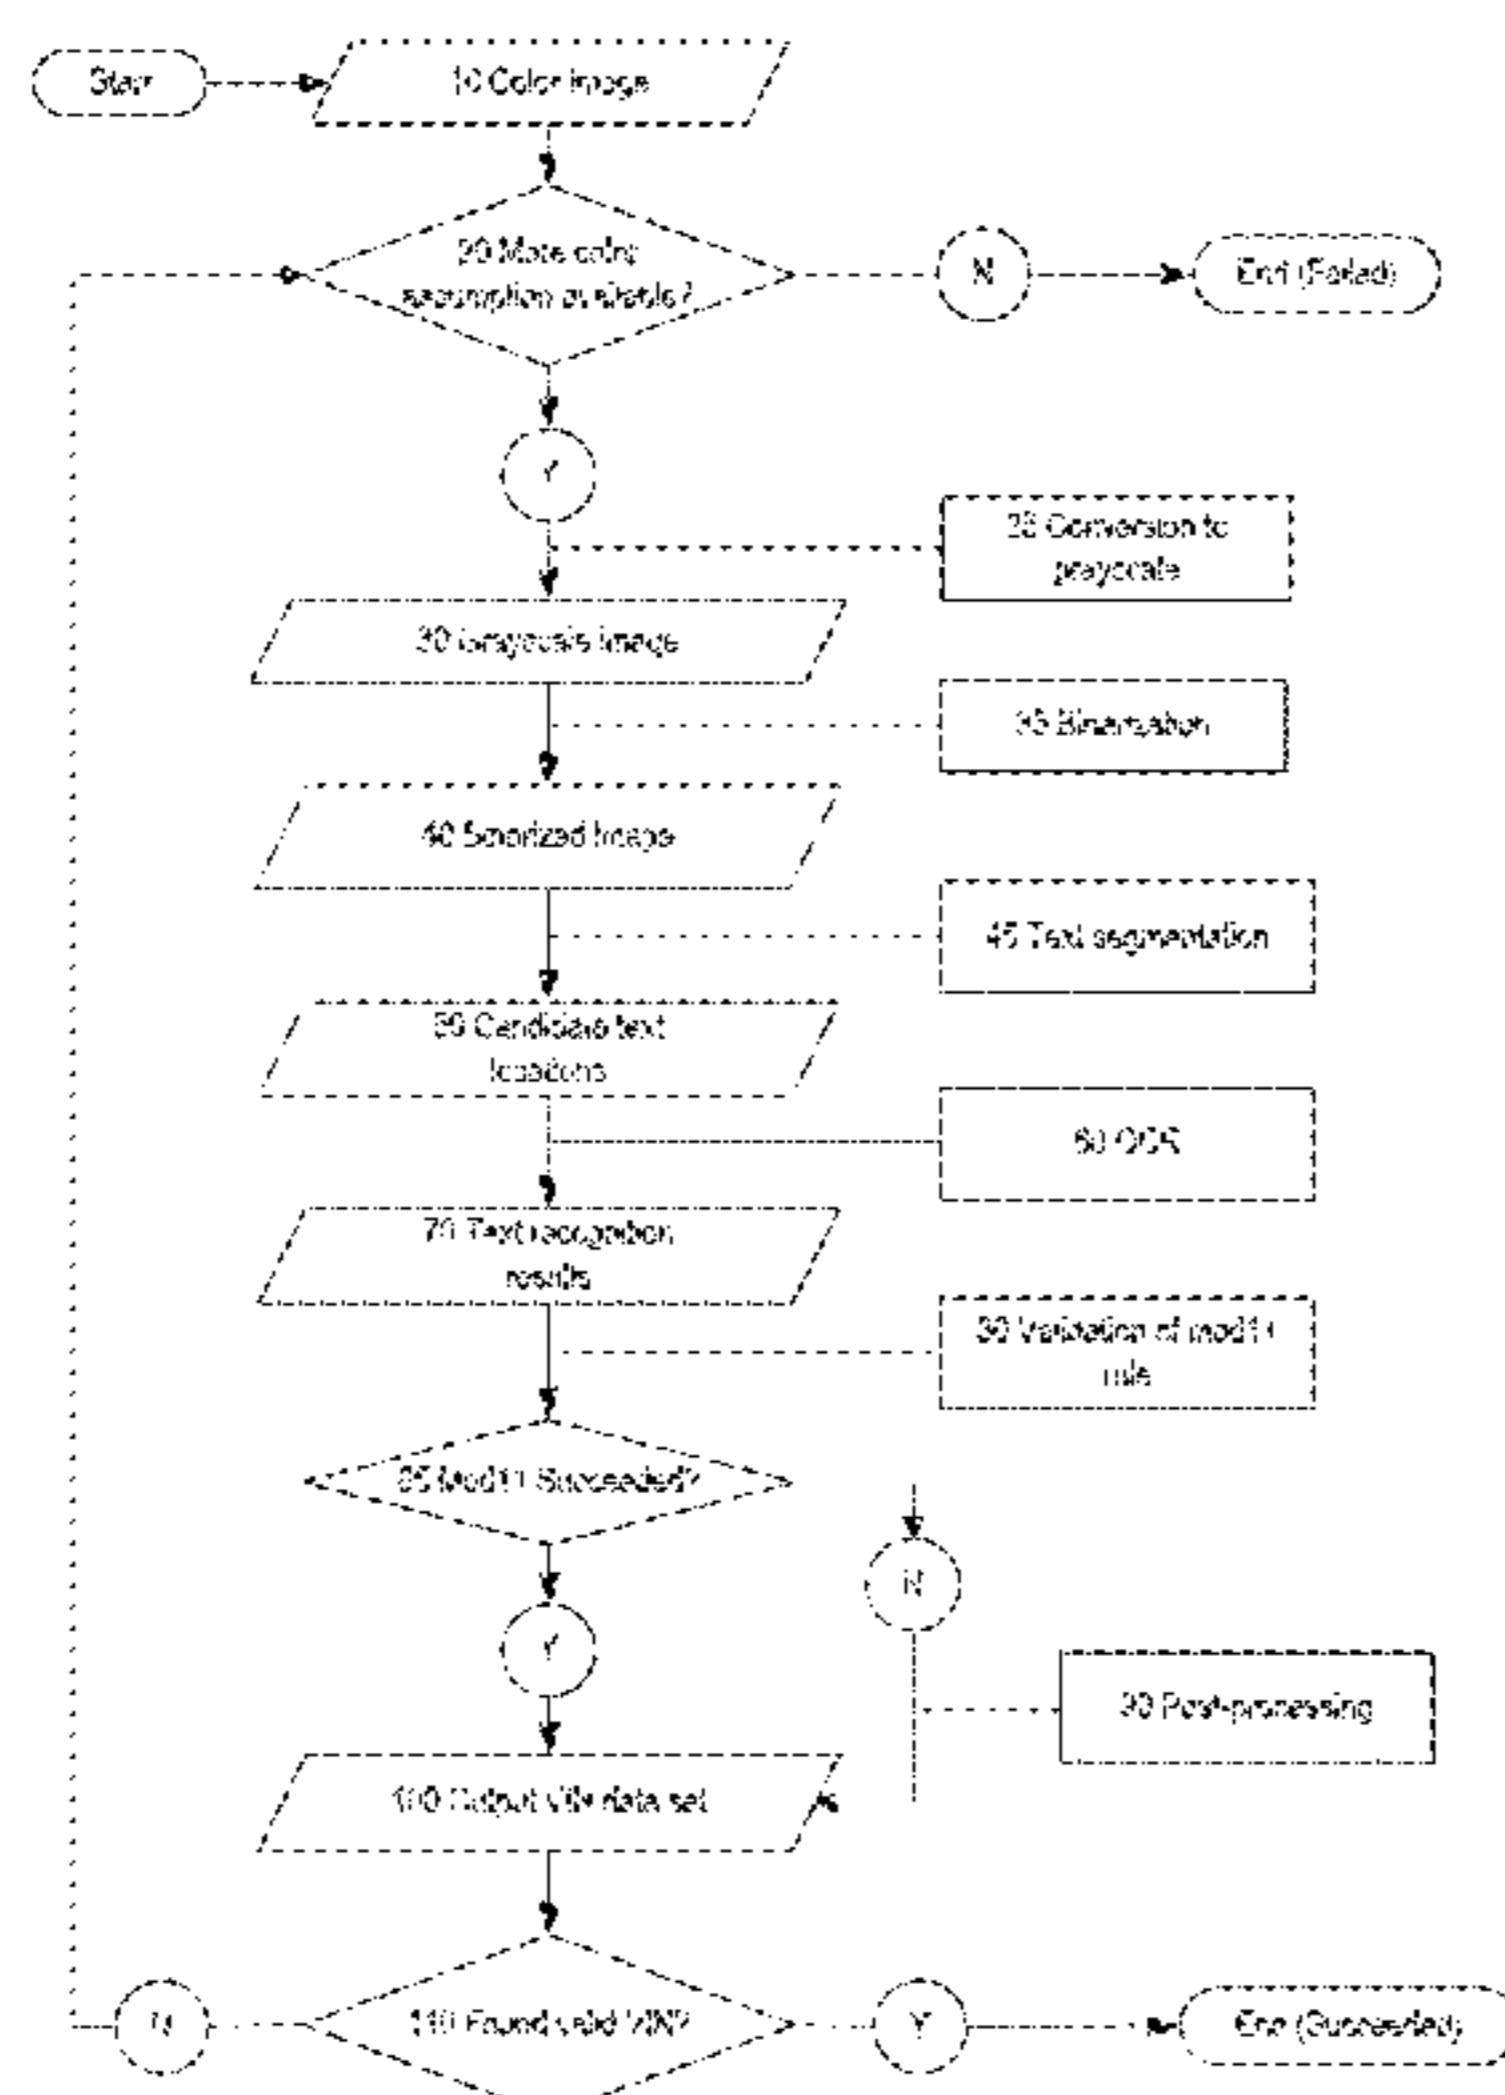 Start
10 Color image
20 More color
assumption available?
N
End (Failed)
Y
25 Conversion to
grayscale
30 Grayscale image
35 Binarization
40 Binarized image
45 Text segmentation
50 Candidate text
locations
60 OCR
70 Text recognition
results
80 Validation of mod11
rule
85 Mod11 Succeeded?
N
Y
90 Post-processing
100 Output VIN data set
N
110 Found valid VIN?
Y
End (Succeeded)